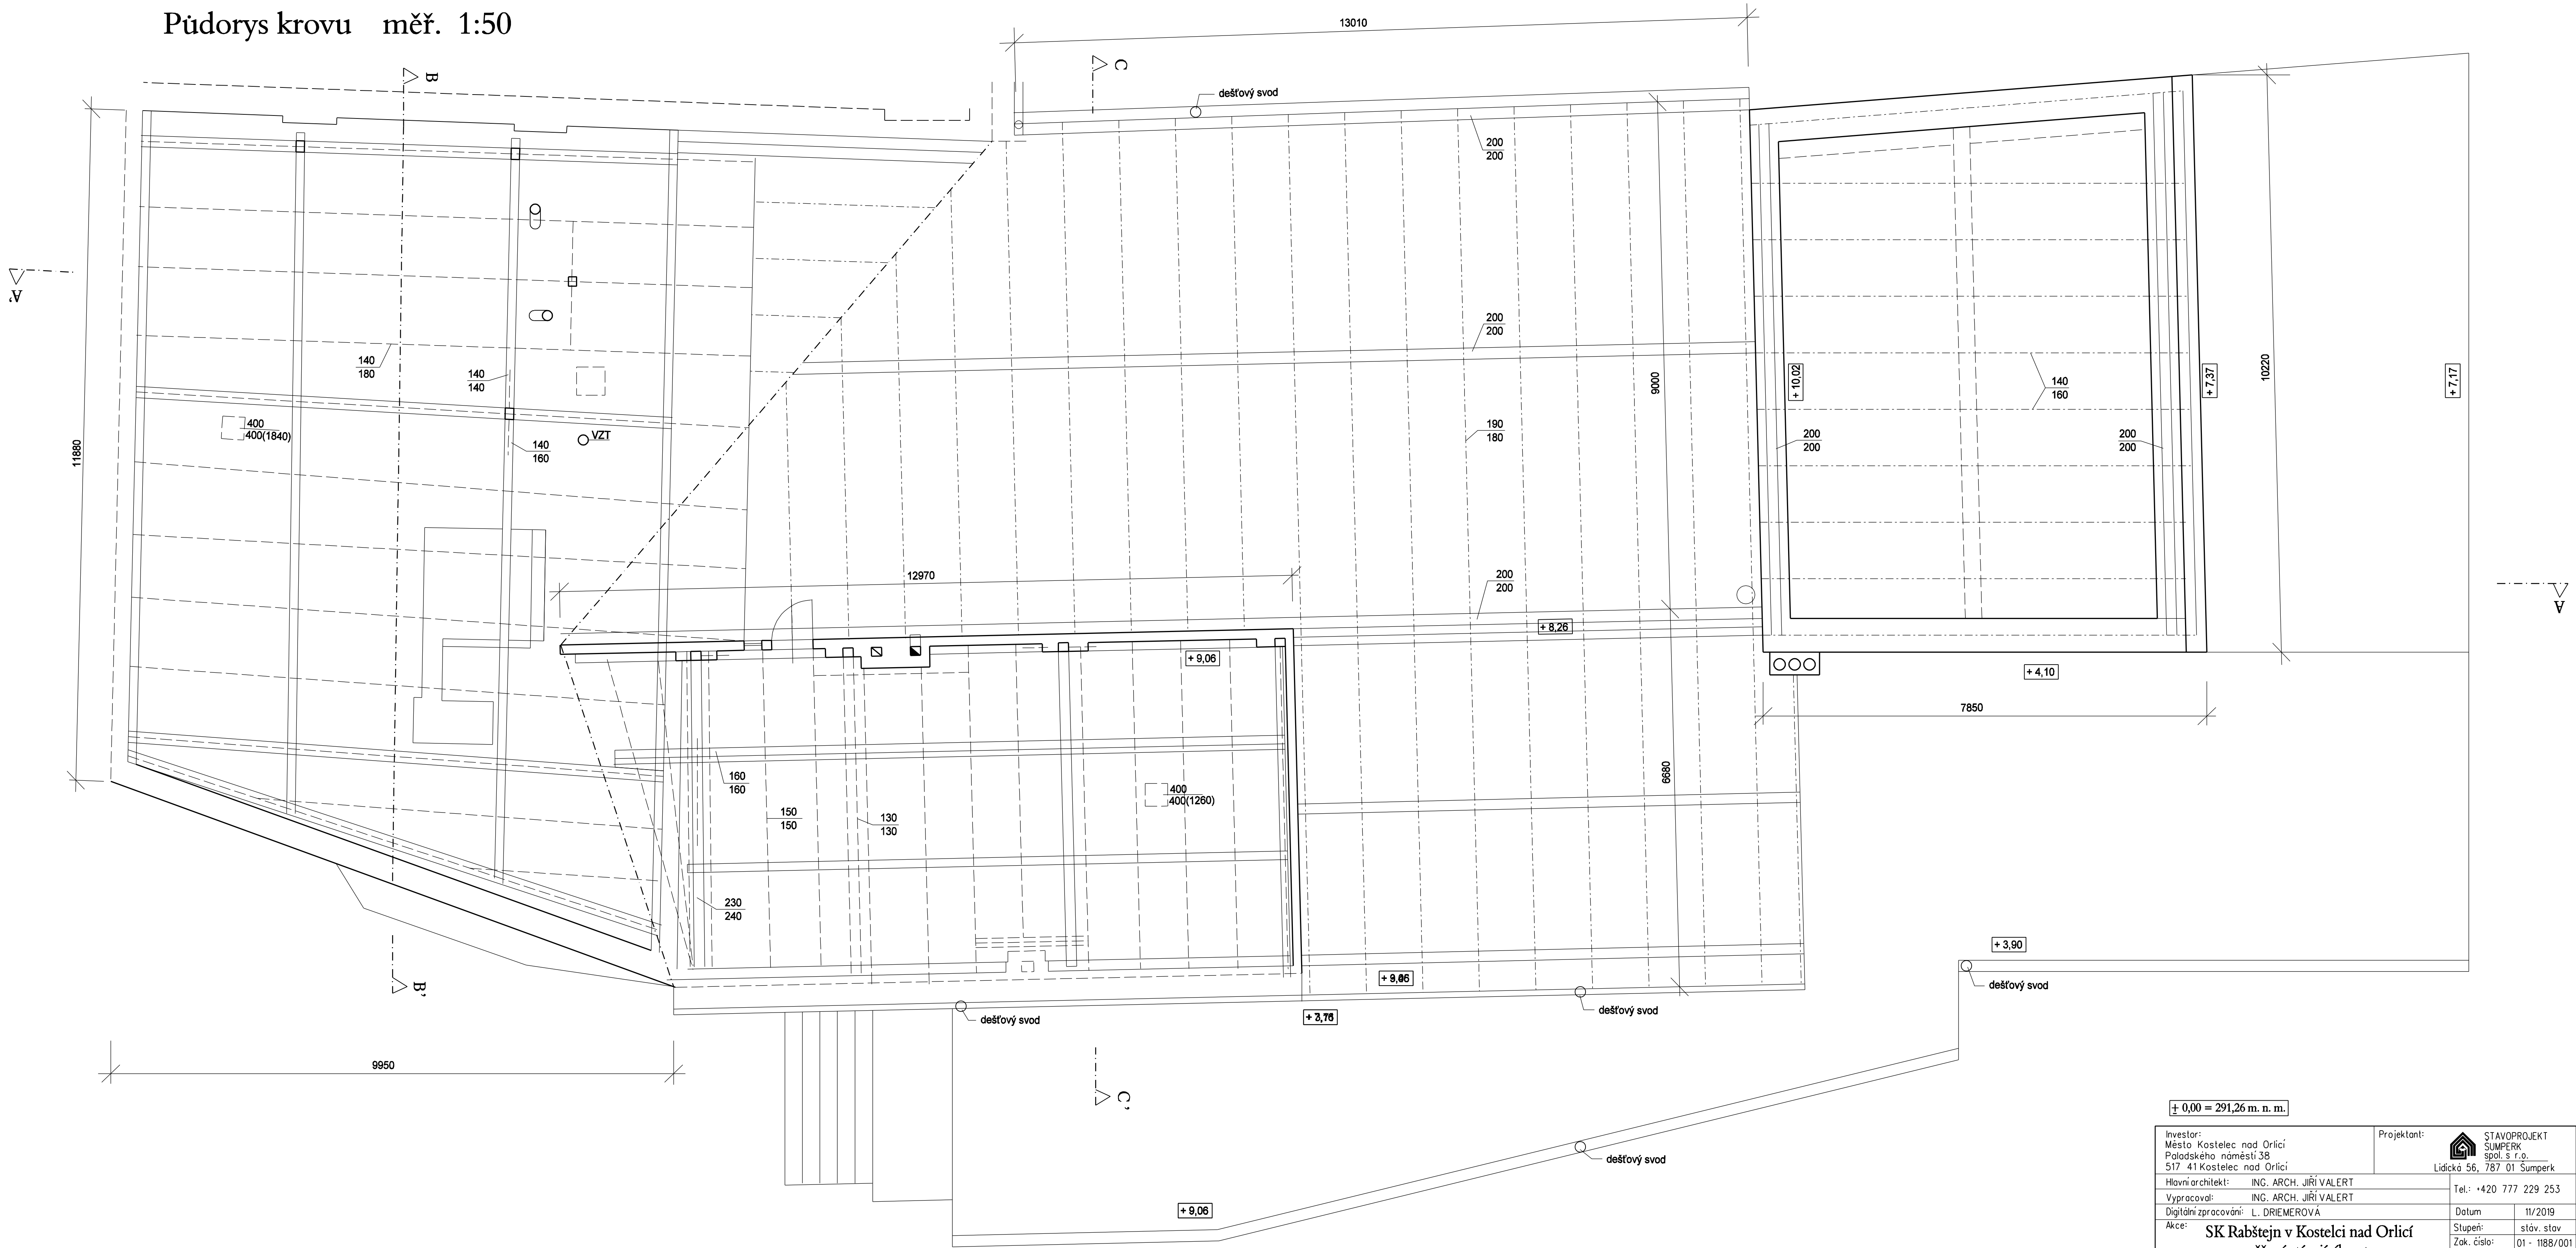 Půdorys krovu měř. 1:50
13010
B
C
dešťový svod
200
200
A'
11880
10220
140
180
140
140
200
200
9000
+ 10,02
140
160
+ 7,37
+ 7,17
400
400(1840)
140
160
VZT
190
180
200
200
200
200
12970
200
200
A
+ 8,26
+ 9,06
+ 4,10
7850
160
160
6680
150
150
130
130
400
400(1260)
230
240
+ 3,90
B'
dešťový svod
dešťový svod
dešťový svod
9950
C'
dešťový svod
+ 9,06
+ 0,00 = 291,26 m. n. m.
Investor:
Město Kostelec nad Orlicí
Paladského náměstí 38
517 41 Kostelec nad Orlicí
Projektant:
STAVOPROJEKT
ŠUMPERK
spol. s r.o.
Lidická 56, 787 01 Šumperk
Hlavní architekt: ING. ARCH. JIŘÍ VALERT
Tel.: +420 777 229 253
Vypracoval: ING. ARCH. JIŘÍ VALERT
Digitální zpracování: L. DRIEMEROVÁ
Datum 11/2019
Akce: SK Rabštejn v Kostelci nad Orlicí
Stupeň: stáv. stav
Zak. číslo: 01 - 1188/001